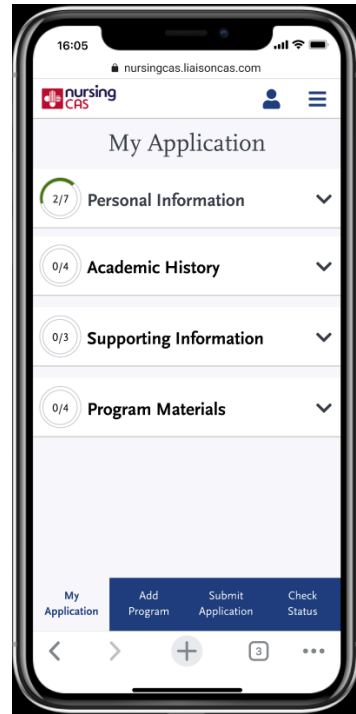 16:05
nursingcas.liaisoncas.com
nursing
CAS
My Application
2/7 Personal Information
0/4 Academic History
0/3 Supporting Information
0/4 Program Materials
My Application
Add Program
Submit Application
Check Status
3